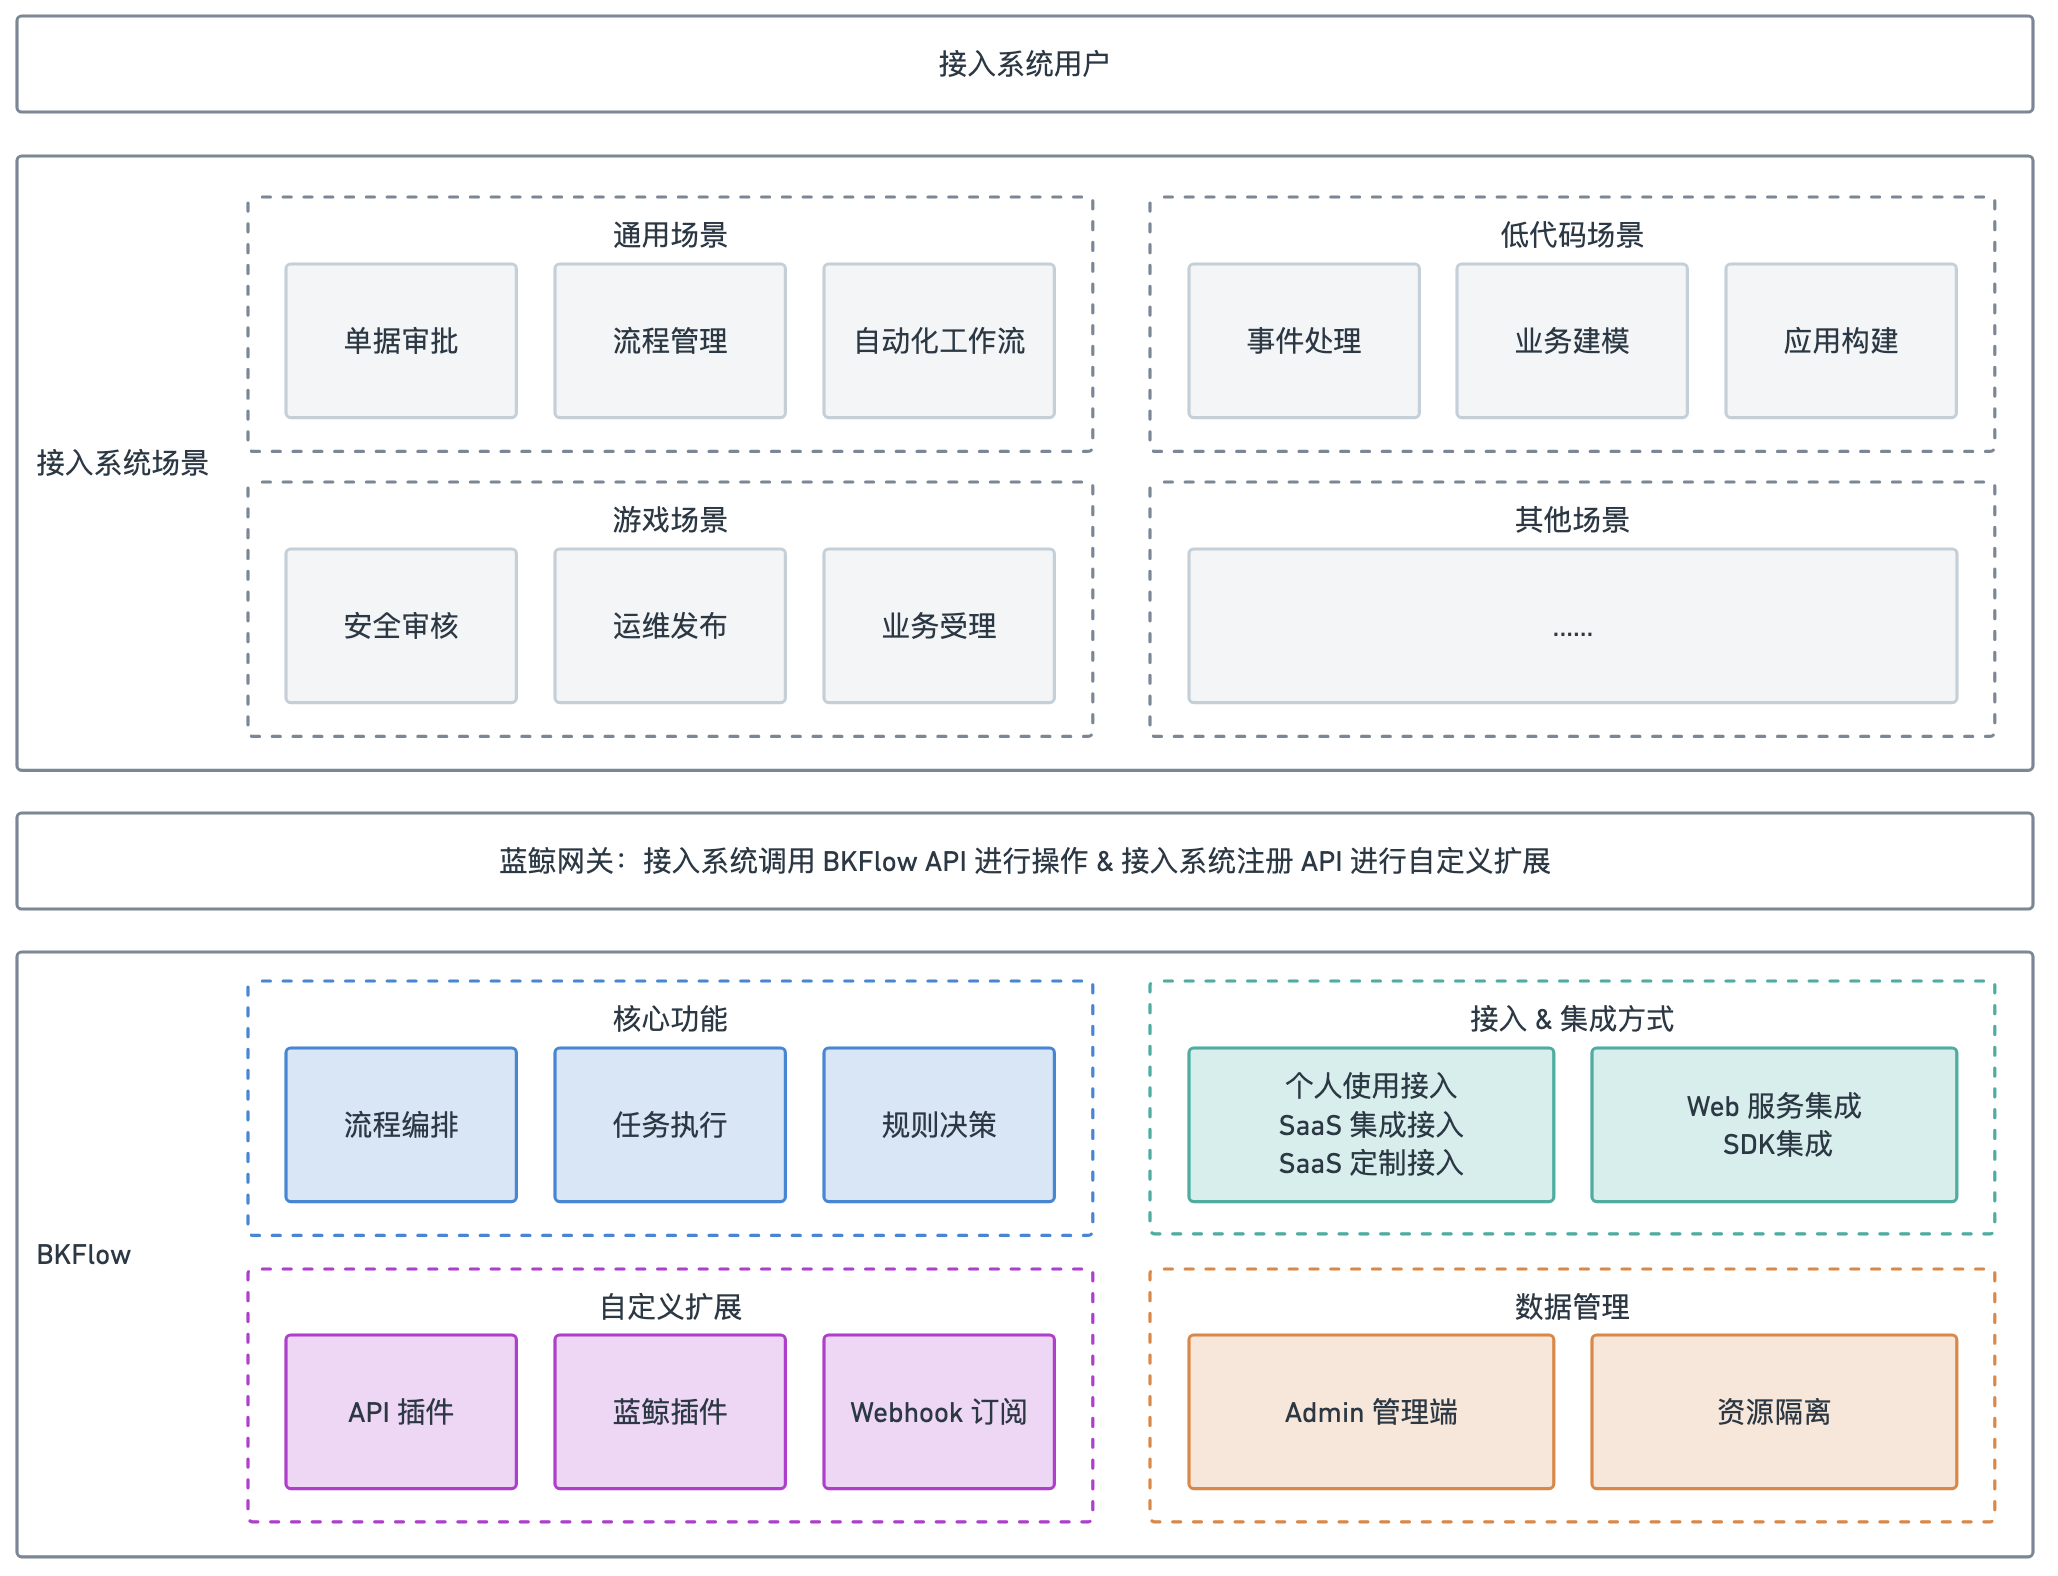 接入系统用户
接入系统场景
通用场景
单据审批
流程管理
自动化工作流
低代码场景
事件处理
业务建模
应用构建
游戏场景
安全审核
运维发布
业务受理
其他场景
......
蓝鲸网关：接入系统调用 BKFlow API 进行操作 & 接入系统注册 API 进行自定义扩展
BKFlow
核心功能
流程编排
任务执行
规则决策
接入 & 集成方式
个人使用接入
SaaS 集成接入
SaaS 定制接入
Web 服务集成
SDK集成
自定义扩展
API 插件
蓝鲸插件
Webhook 订阅
数据管理
Admin 管理端
资源隔离